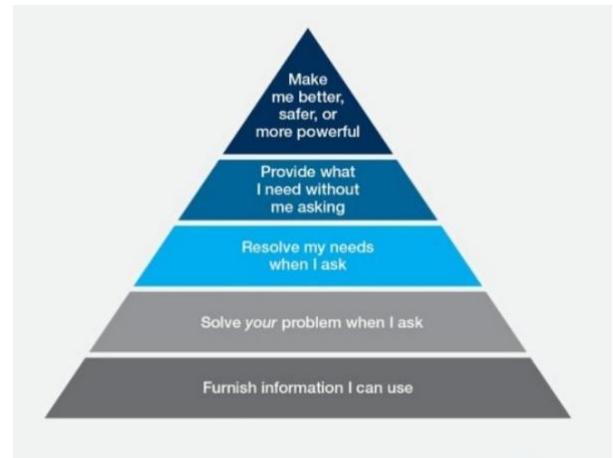 Make
me better,
safer, or
more powerful
Provide what
I need without
me asking
Resolve my needs
when I ask
Solve your problem when I ask
Furnish information I can use